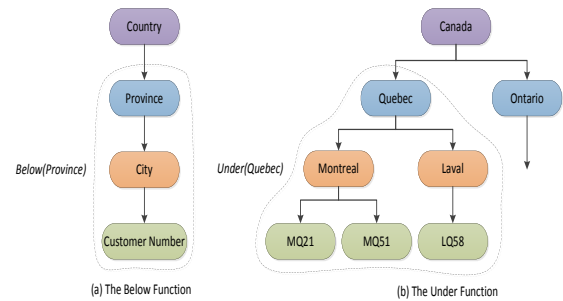 Country
Province
City
Customer Number
Below(Province)
(a) The Below Function
Canada
Quebec
Ontario
Under(Quebec)
Montreal
Laval
MQ21
MQ51
LQ58
(b) The Under Function